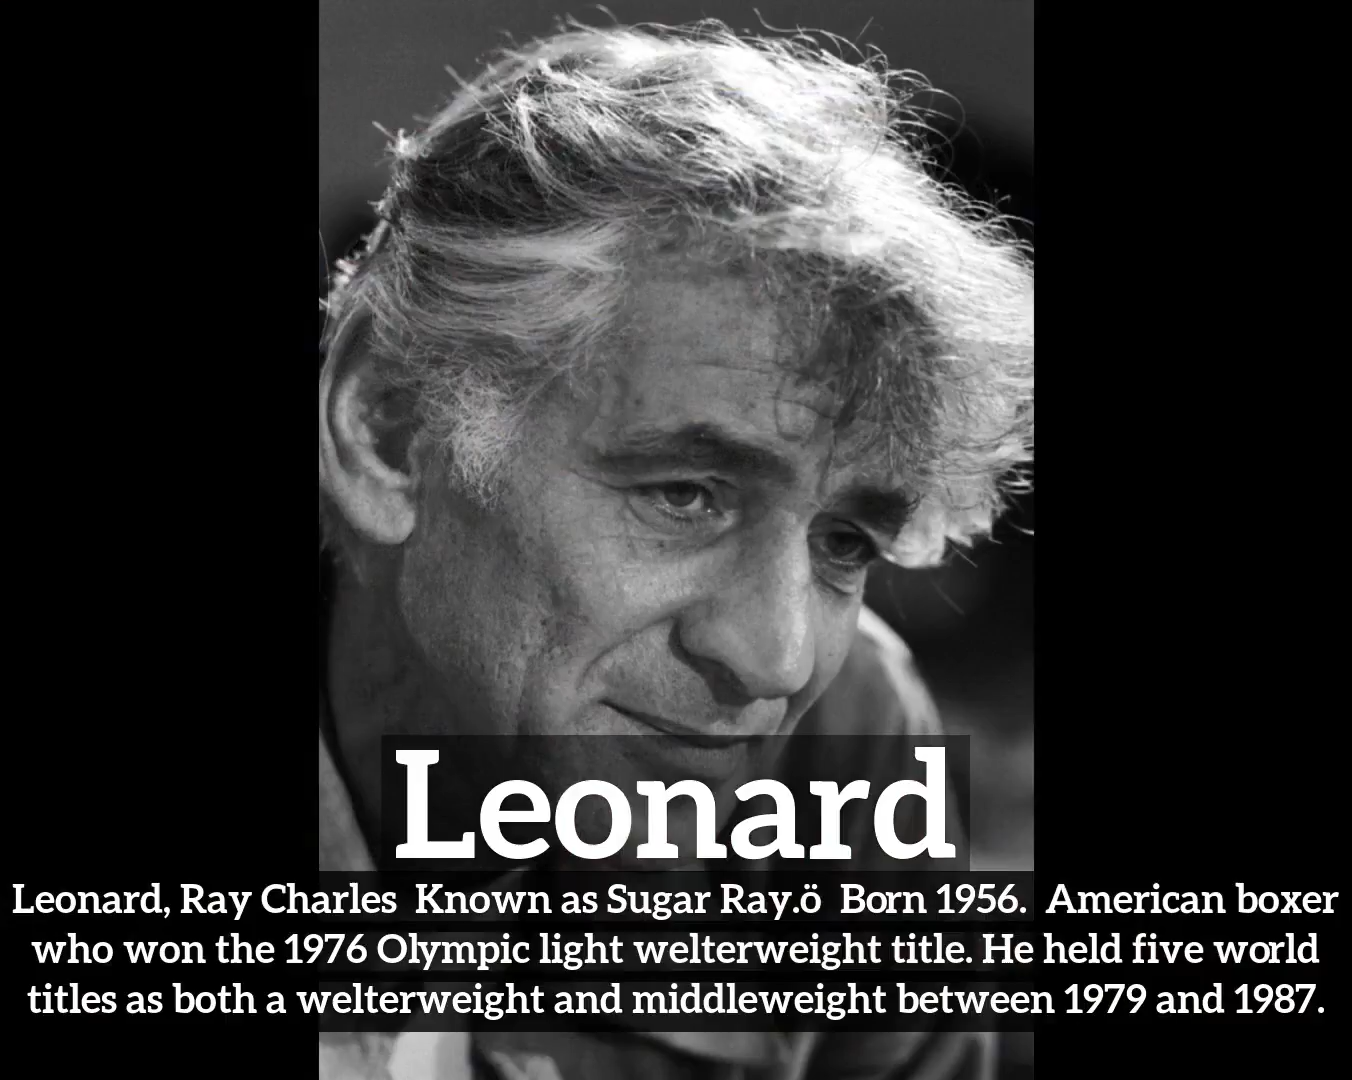 Leonard
Leonard, Ray Charles  Known as Sugar Ray.ö  Born 1956.  American boxer
who won the 1976 Olympic light welterweight title. He held five world
titles as both a welterweight and middleweight between 1979 and 1987.